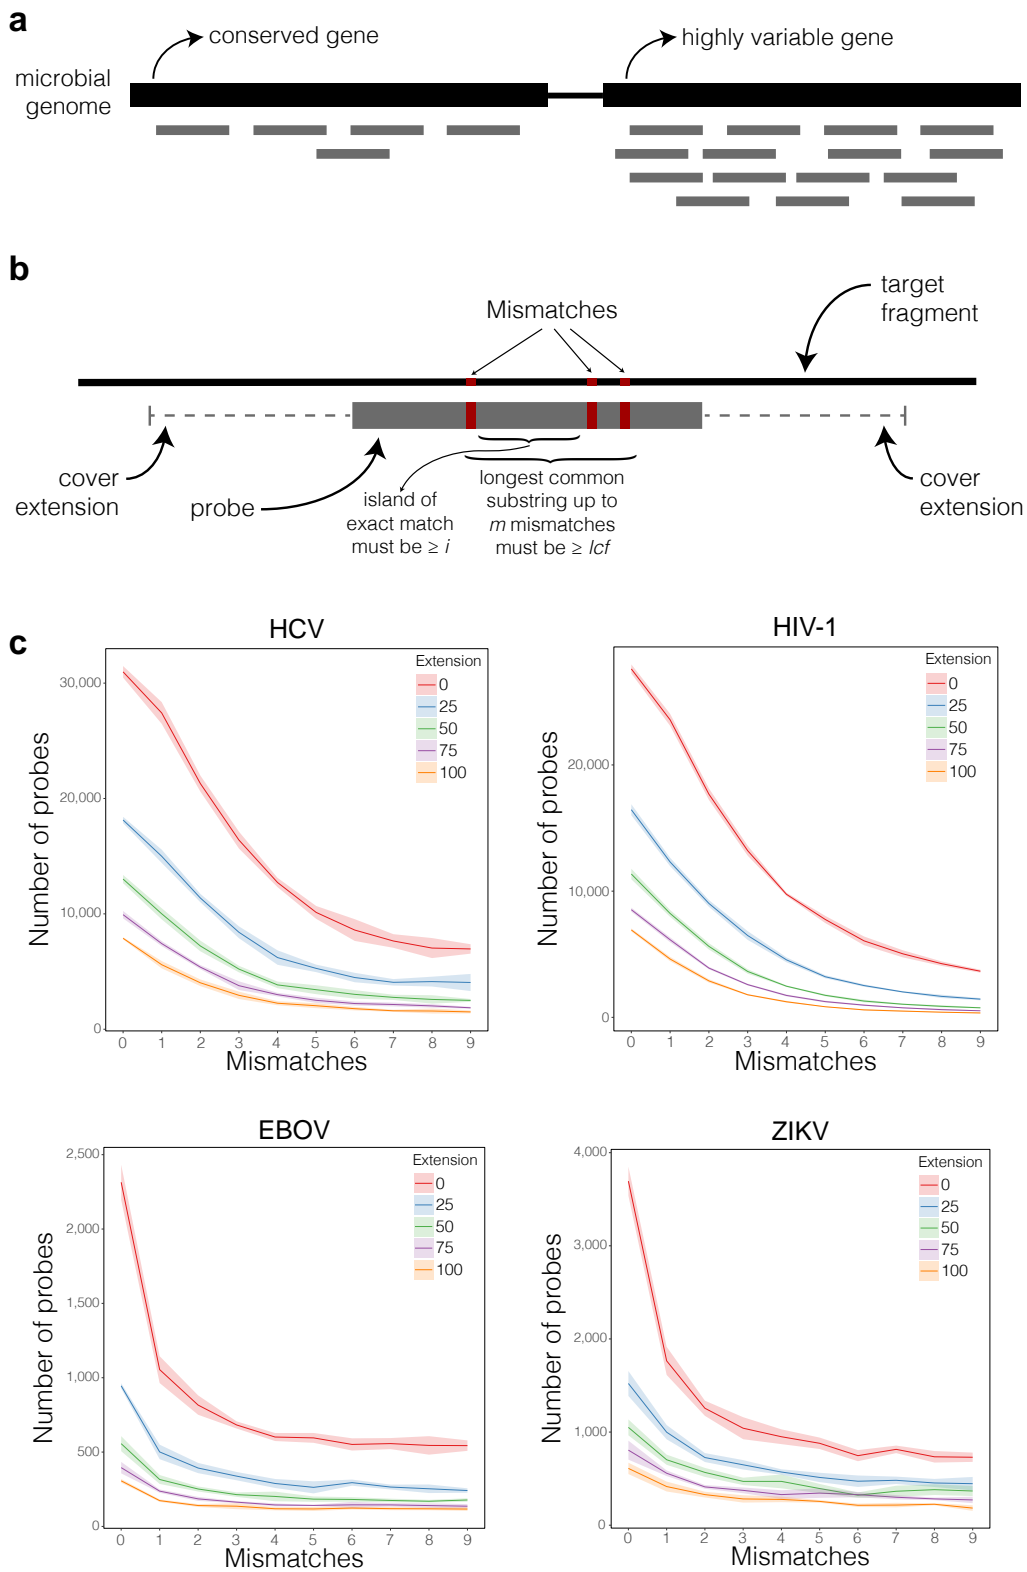 a
conserved gene
highly variable gene
microbial
genome
b
Mismatches
target
fragment
cover
extension
probe
island of
exact match
must be ≥ i
longest common
substring up to
m mismatches
must be ≥ lcf
cover
extension
c
HCV
Number of probes
30,000
20,000
10,000
0
0 1 2 3 4 5 6 7 8 9
Mismatches
Extension
0
25
50
75
100
HIV-1
Number of probes
20,000
10,000
0
0 1 2 3 4 5 6 7 8 9
Mismatches
Extension
0
25
50
75
100
EBOV
Number of probes
2,500
2,000
1,500
1,000
500
0
0 1 2 3 4 5 6 7 8 9
Mismatches
Extension
0
25
50
75
100
ZIKV
Number of probes
4,000
3,000
2,000
1,000
0
0 1 2 3 4 5 6 7 8 9
Mismatches
Extension
0
25
50
75
100